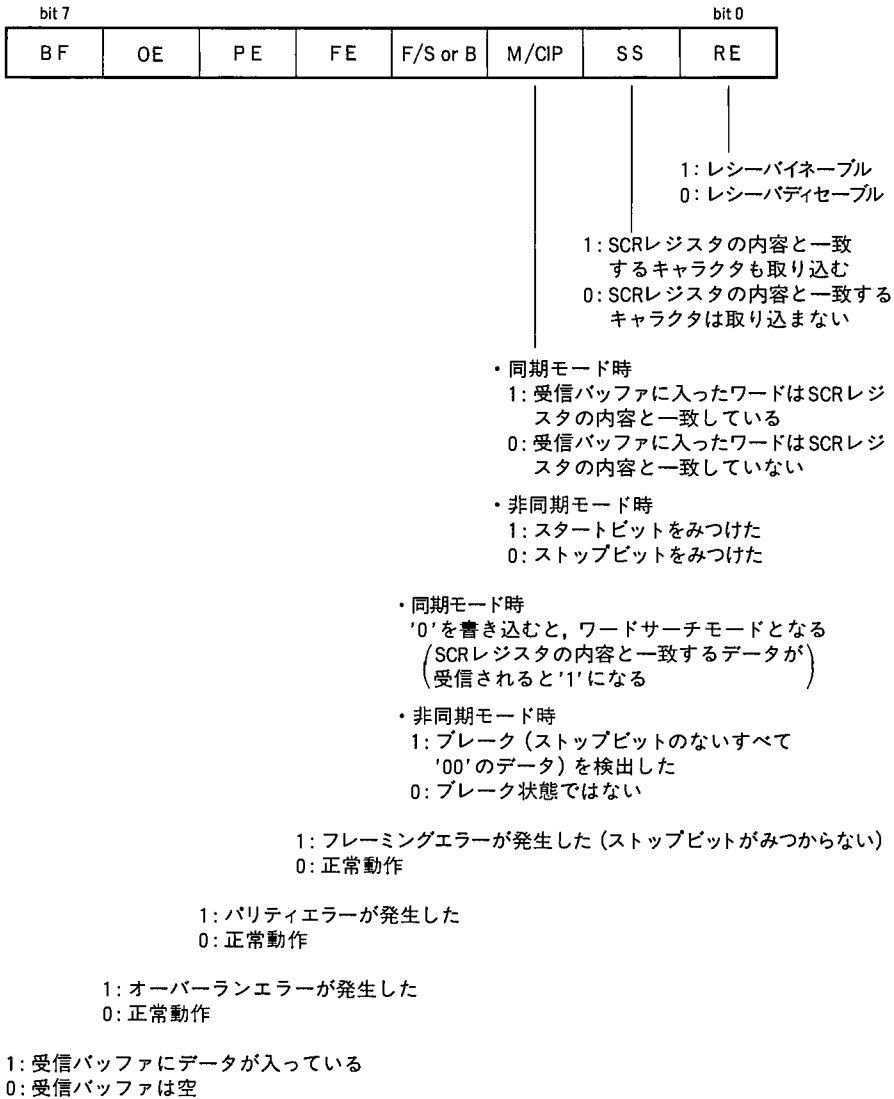 bit 7 bit 0
BF OE PE FE F/S or B M/CIP SS RE
1: レシーバイネーブル
0: レシーバディセーブル
1: SCRレジスタの内容と一致
するキャラクタも取り込む
0: SCRレジスタの内容と一致する
キャラクタは取り込まない
・同期モード時
1: 受信バッファに入ったワードはSCRレジ
スタの内容と一致している
0: 受信バッファに入ったワードはSCRレジ
スタの内容と一致していない
・非同期モード時
1: スタートビットをみつけた
0: ストップビットをみつけた
・同期モード時
'0'を書き込むと, ワードサーチモードとなる
(SCRレジスタの内容と一致するデータが
受信されると'1'になる)
・非同期モード時
1: ブレーク (ストップビットのないすべて
'00'のデータ) を検出した
0: ブレーク状態ではない
1: フレーミングエラーが発生した (ストップビットがみつからない)
0: 正常動作
1: パリティエラーが発生した
0: 正常動作
1: オーバーランエラーが発生した
0: 正常動作
1: 受信バッファにデータが入っている
0: 受信バッファは空